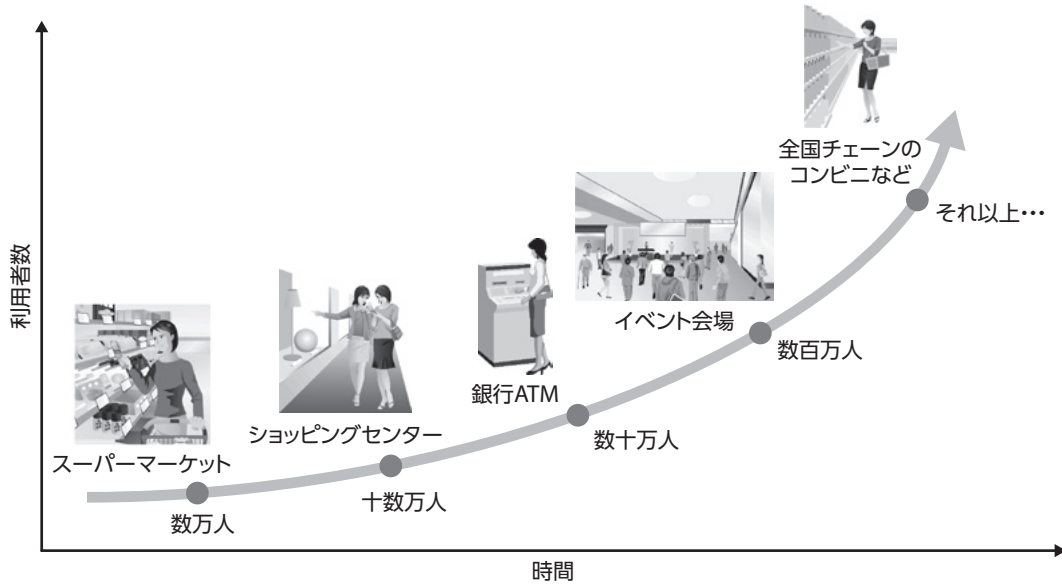 全国チェーンの
コンビニなど
それ以上…
イベント会場
数百万人
銀行ATM
数十万人
ショッピングセンター
十数万人
スーパーマーケット
数万人
利用者数
時間